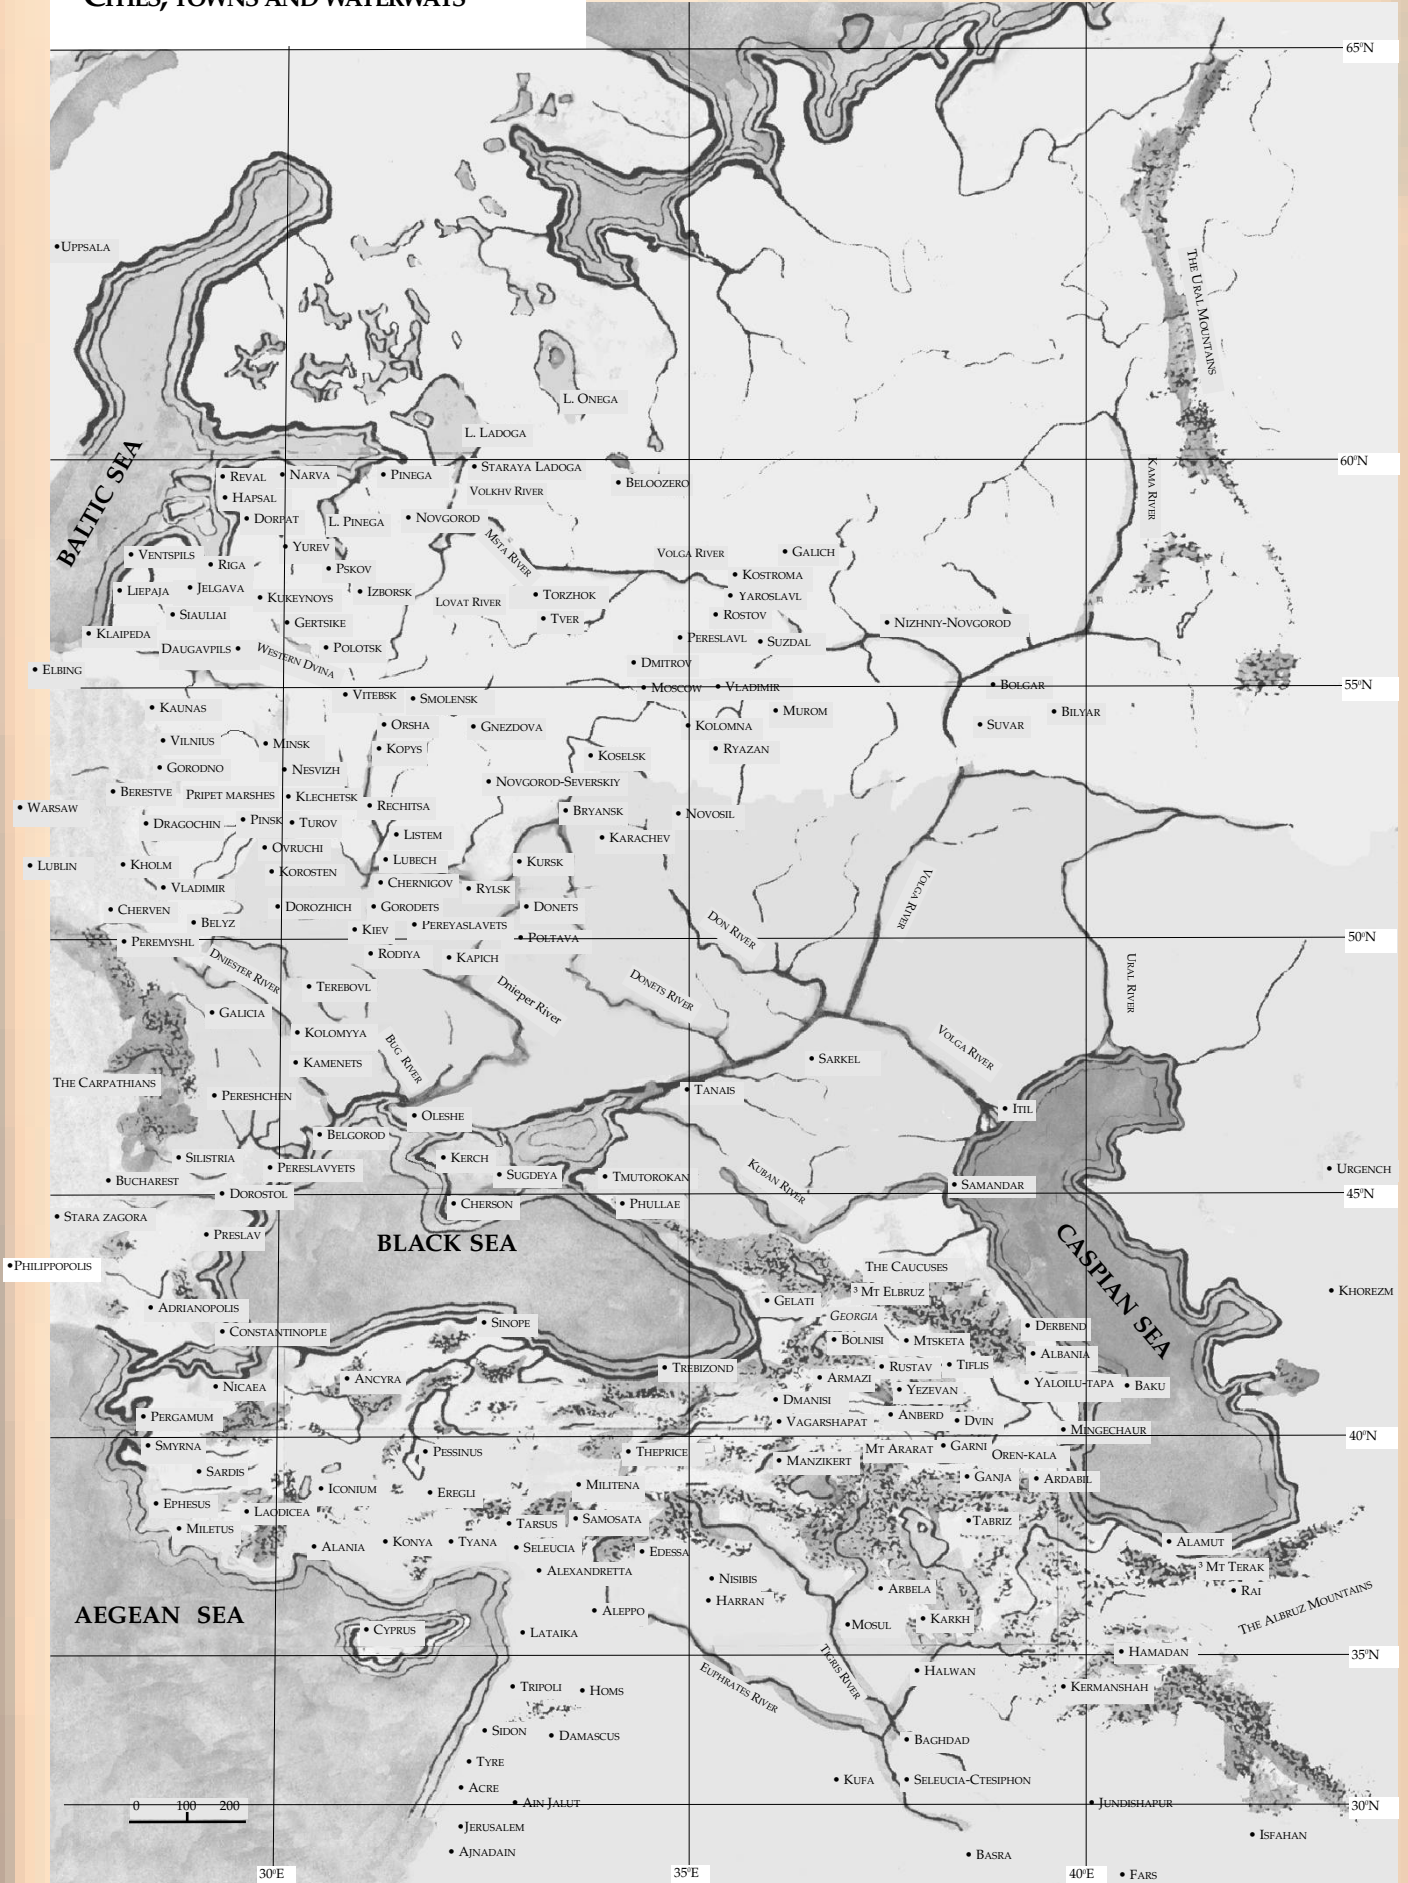 CITIES, TOWNS AND WATERWAYS
65°N
•UPPSALA
THE URAL MOUNTAINS
L. ONEGA
L. LADOGA
BALTIC SEA
60°N
• REVAL
• NARVA
• PINEGA
• STARAYA LADOGA
• BELOOZERO
KAMA RIVER
• HAPSAL
VOLKHV RIVER
• DORPAT
L. PINEGA
• NOVGOROD
MSTA RIVER
• YUREV
VOLGA RIVER
• GALICH
• VENTSPILS
• RIGA
• PSKOV
• KOSTROMA
• LIEPAJA
• JELGAVA
• KUKEYNOYS
• IZBORSK
LOVAT RIVER
• TORZHOK
• YAROSLAVL
• SIAULIAI
• GERTSIKE
• TVER
• ROSTOV
• NIZHNIY-NOVGOROD
• KLAIPEDA
• PERESLAVL
• SUZDAL
DAUGAVPILS •
WESTERN DVINA
• POLOTSK
• DMITROV
• ELBING
• MOSCOW
• VLADIMIR
• BOLGAR
55°N
• VITEBSK
• SMOLENSK
• KAUNAS
• MUROM
• BILYAR
• ORSHA
• GNEZDOVA
• KOLOMNA
• SUVAR
• VILNIUS
• MINSK
• KOPYS
• KOSELSK
• RYAZAN
• GORODNO
• NESVIZH
• NOVGOROD-SEVERSKIY
• BERESTVE
PRIPET MARSHES
• KLECHETSK
• RECHITSA
• WARSAW
• BRYANSK
• NOVOSIL
• DRAGOCHIN
• PINSK
• TUROV
• LISTEM
• KARACHEV
• OVRUCHI
• LUBLIN
• KHOLM
• KOROSTEN
• LUBECH
• KURSK
• VLADIMIR
• CHERNIGOV
• RYLSK
VOLGA RIVER
• CHERVEN
• DOROZHICH
• GORODETS
• DONETS
• BELYZ
• KIEV
• PEREYASLAVETS
DON RIVER
• PEREMYSHL
• POLTAVA
50°N
DNIESTER RIVER
• RODIYA
• KAPICH
• TEREBOVL
Dnieper River
DONETS RIVER
URAL RIVER
• GALICIA
• KOLOMYYA
BUG RIVER
VOLGA RIVER
• KAMENETS
• SARKEL
THE CARPATHIANS
• PERESHCHEN
• TANAIS
• OLESHE
• ITIL
• BELGOROD
• SILISTRIA
• KERCH
• PERESLAVYETS
• SUGDEYA
• TMUTOROKAN
KUBAN RIVER
• URGENCH
• BUCHAREST
• DOROSTOL
• SAMANDAR
45°N
• CHERSON
• PHULLAE
• STARA ZAGORA
• PRESLAV
BLACK SEA
CASPIAN SEA
•PHILIPPOPOLIS
THE CAUCUSES
³ MT ELBRUZ
• KHOREZM
• ADRIANOPOLIS
• GELATI
GEORGIA
• SINOPE
• CONSTANTINOPLE
• DERBEND
• BOLNISI
• MTSKETA
• ALBANIA
• TREBIZOND
• RUSTAV
• TIFLIS
• ANCYRA
• ARMAZI
• NICAEA
• YEZEVAN
• YALOILU-TAPA
• BAKU
• DMANISI
• PERGAMUM
• VAGARSHAPAT
• ANBERD
• DVIN
• MINGECHAUR
40°N
• SMYRNA
• PESSINUS
• THEPRICE
MT ARARAT
• GARNI
OREN-KALA
• MANZIKERT
• SARDIS
• GANJA
• ARDABIL
• ICONIUM
• EREGLI
• MILITENA
• EPHESUS
• LAODICEA
• TARSUS
• SAMOSATA
•TABRIZ
• MILETUS
• ALANIA
• KONYA
• TYANA
• SELEUCIA
• EDESSA
• ALAMUT
• ALEXANDRETTA
³ MT TERAK
• NISIBIS
• ARBELA
• RAI
• HARRAN
THE ALBRUZ MOUNTAINS
AEGEAN SEA
• ALEPPO
• KARKH
• CYPRUS
• LATAIKA
•MOSUL
• HAMADAN
35°N
TIGRIS RIVER
• HALWAN
EUPHRATES RIVER
• TRIPOLI
• HOMS
• KERMANSHAH
• SIDON
• DAMASCUS
• BAGHDAD
• TYRE
• KUFA
• SELEUCIA-CTESIPHON
• ACRE
• AIN JALUT
• JUNDISHAPUR
30°N
0 100 200
•JERUSALEM
• ISFAHAN
• AJNADAIN
• BASRA
30°E
35°E
40°E
• FARS